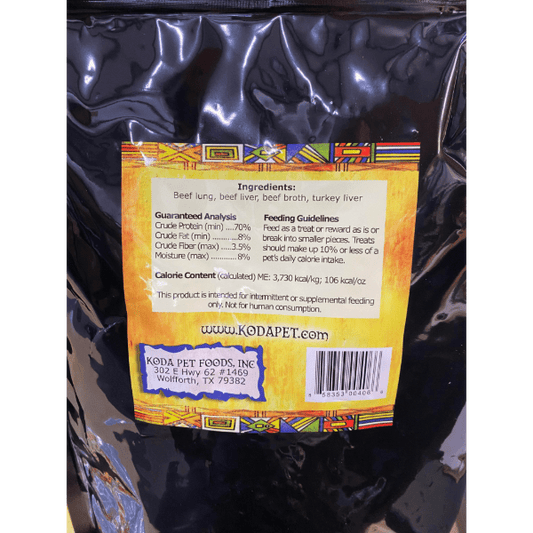 Ingredients:
Beef lung, beef liver, beef broth, turkey liver
Guaranteed Analysis
Crude Protein (min) ....70%
Crude Fat (min) ...........8%
Crude Fiber (max) .....3.5%
Moisture (max) ...........8%
Feeding Guidelines
Feed as a treat or reward as is or
break into smaller pieces. Treats
should make up 10% or less of a
pet's daily calorie intake.
Calorie Content (calculated) ME: 3,730 kcal/kg; 106 kcal/oz
This product is intended for intermittent or supplemental feeding
only. Not for human consumption.
www.KODAPET.com
KODA PET FOODS, INC
302 E Hwy 62 #1469
Wolfforth, TX 79382